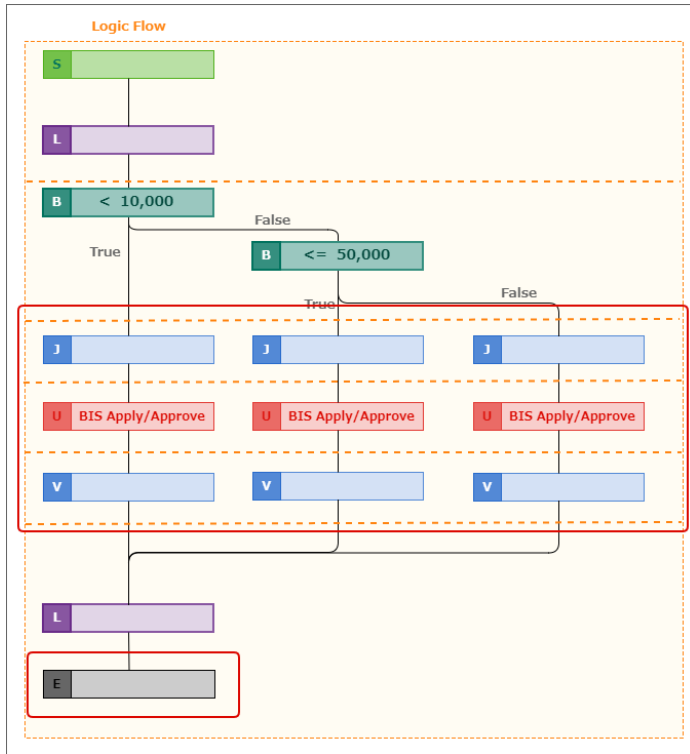 Logic Flow
S
L
B < 10,000
False
True
B <= 50,000
False
True
J
J
J
U BIS Apply/Approve
U BIS Apply/Approve
U BIS Apply/Approve
V
V
V
L
E